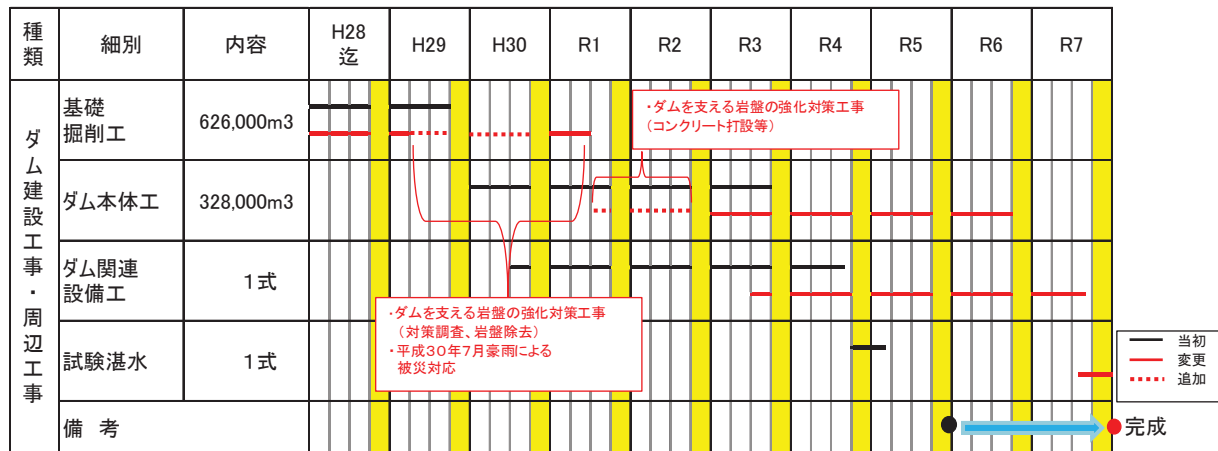 種類 細別 内容 H28迄 H29 H30 R1 R2 R3 R4 R5 R6 R7
ダム建設工事・周辺工事
基礎
掘削工
626,000m3
・ダムを支える岩盤の強化対策工事
（コンクリート打設等）
ダム本体工 328,000m3
ダム関連
設備工
1式
・ダムを支える岩盤の強化対策工事
（対策調査、岩盤除去）
・平成３０年７月豪雨による
被災対応
試験湛水 1式
当初
変更
追加
備 考
完成